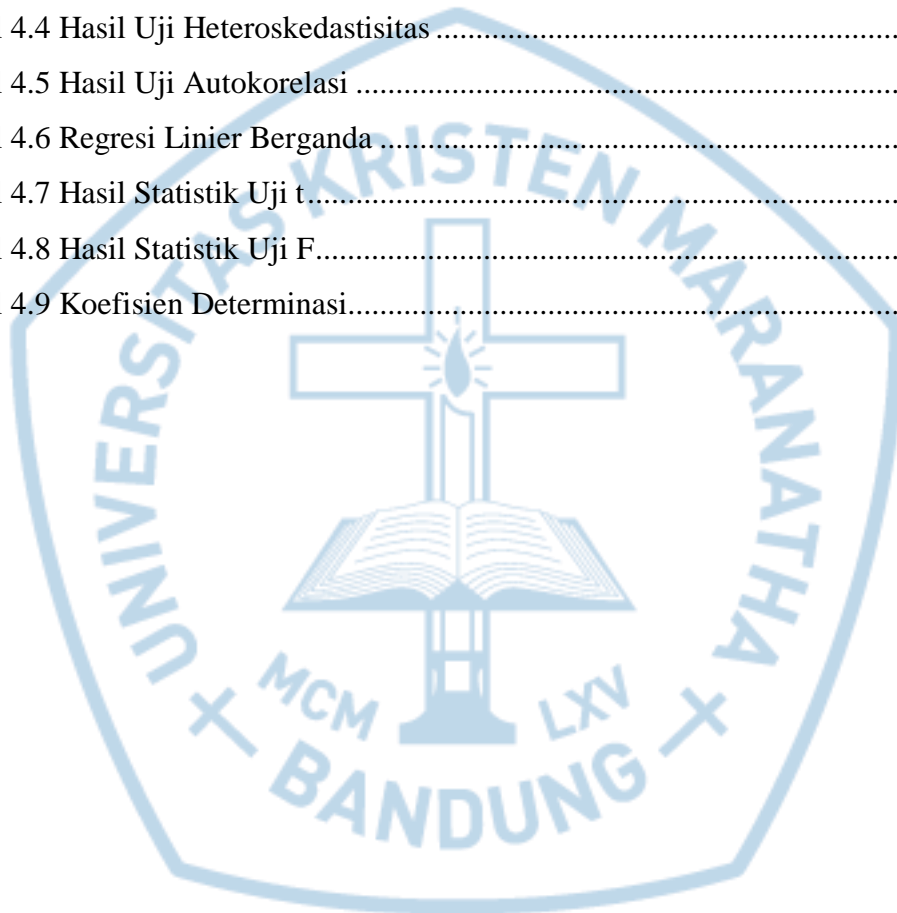 4.4 Hasil Uji Heteroskedastisitas ..........................................................
4.5 Hasil Uji Autokorelasi .....................................................................
4.6 Regresi Linier Berganda ..................................................................
4.7 Hasil Statistik Uji t...........................................................................
4.8 Hasil Statistik Uji F..........................................................................
4.9 Koefisien Determinasi......................................................................
UNIVERSITAS KRISTEN MARANATHA
MCM LXV
BANDUNG